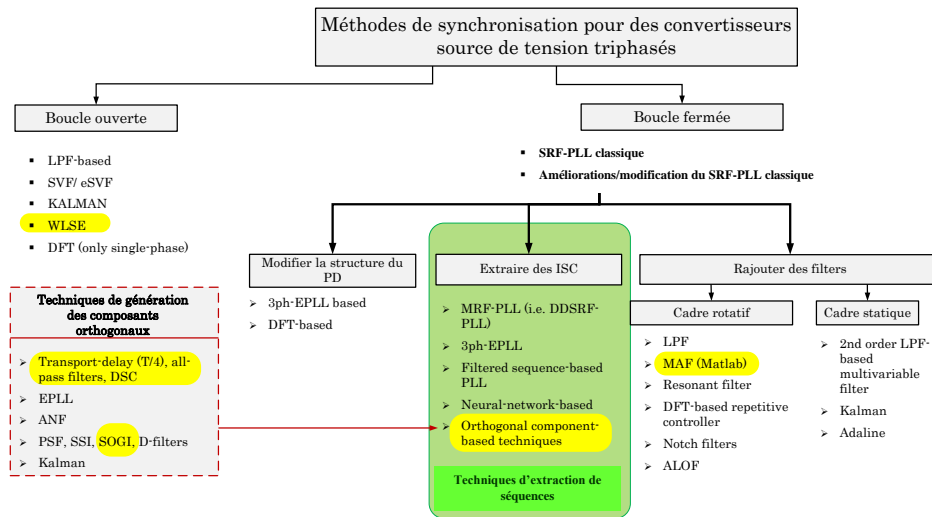 Méthodes de synchronisation pour des convertisseurs
source de tension triphasés
Boucle ouverte
Boucle fermée
LPF-based
SVF/ eSVF
KALMAN
WLSE
DFT (only single-phase)
SRF-PLL classique
Améliorations/modification du SRF-PLL classique
Modifier la structure du
PD
3ph-EPLL based
DFT-based
Extraire des ISC
MRF-PLL (i.e. DDSRF-
PLL)
3ph-EPLL
Filtered sequence-based
PLL
Neural-network-based
Orthogonal component-
based techniques
Techniques d'extraction de
séquences
Rajouter des filters
Cadre rotatif
LPF
MAF (Matlab)
Resonant filter
DFT-based repetitive
controller
Notch filters
ALOF
Cadre statique
2nd order LPF-
based
multivariable
filter
Kalman
Adaline
Techniques de génération
des composants
orthogonaux
Transport-delay (T/4), all-
pass filters, DSC
EPLL
ANF
PSF, SSI, SOGI, D-filters
Kalman